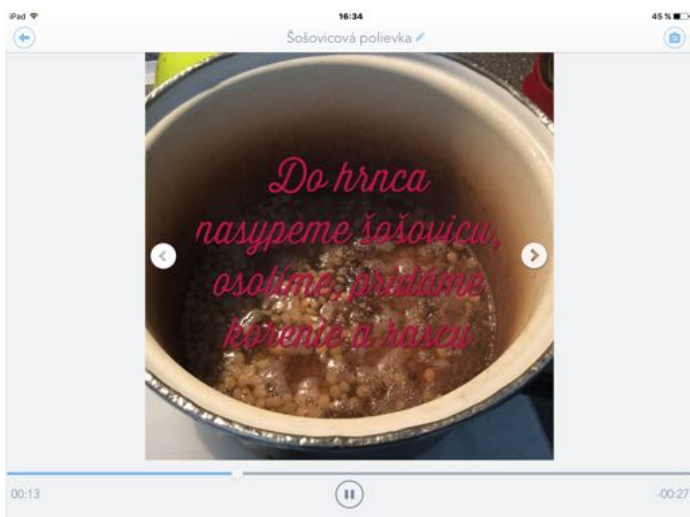 iPad 16:34 45 %
Šošovicová polievka
Do hrnca
nasypeme šošovicu,
osolíme, pridáme
korenie a rascu
00:13 -00:27